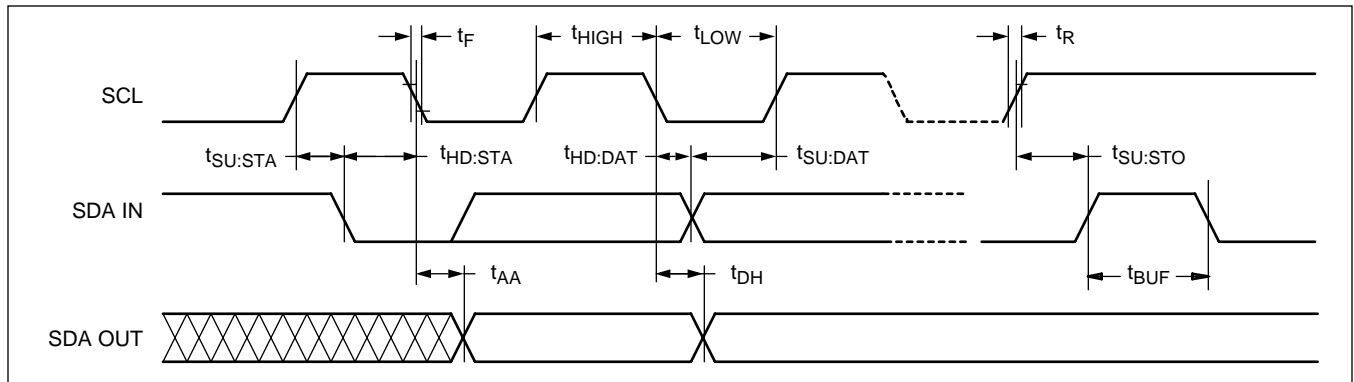 tF
tHIGH
tLOW
tR
SCL
tSU:STA
tHD:STA
tHD:DAT
tSU:DAT
tSU:STO
SDA IN
tAA
tDH
tBUF
SDA OUT